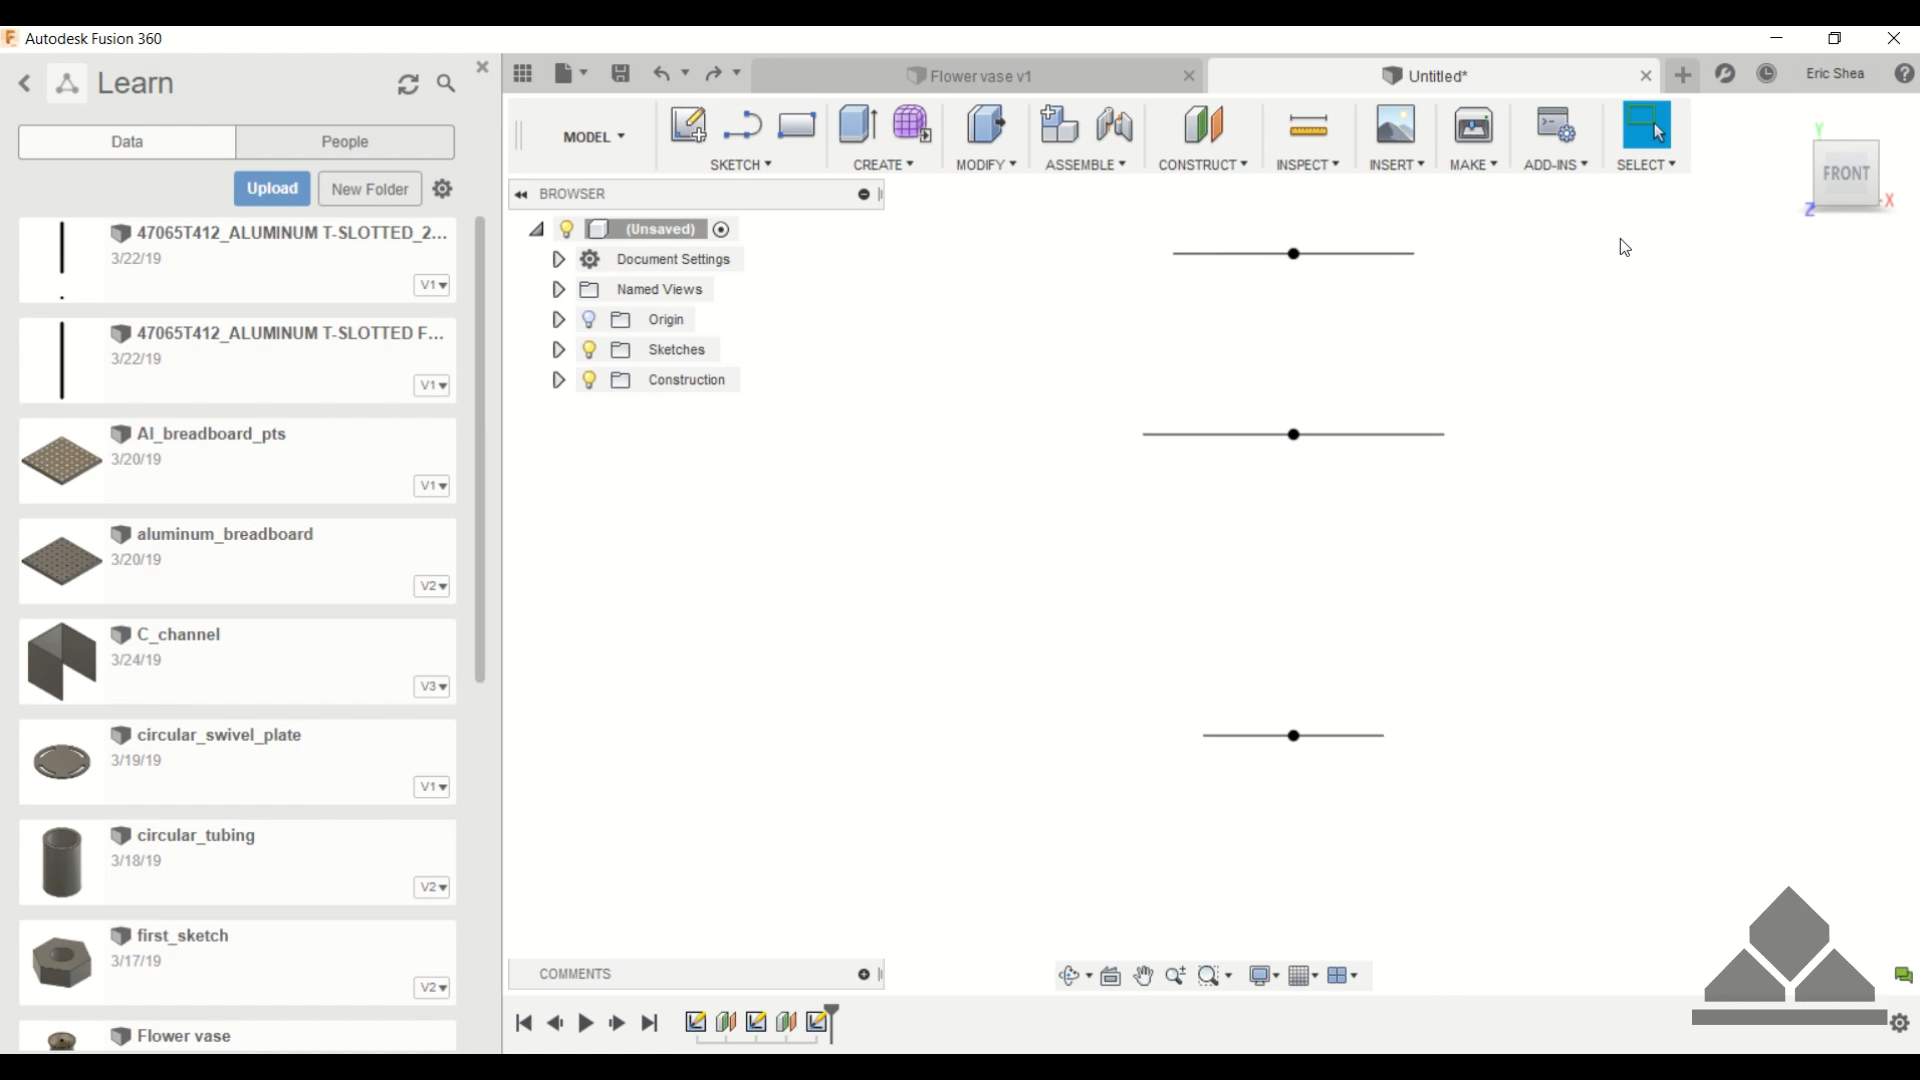 Autodesk Fusion 360
Learn
Data
People
Upload
New Folder
47065T412_ALUMINUM T-SLOTTED_2...
3/22/19
V1
47065T412_ALUMINUM T-SLOTTED F...
3/22/19
V1
Al_breadboard_pts
3/20/19
V1
aluminum_breadboard
3/20/19
V2
C_channel
3/24/19
V3
circular_swivel_plate
3/19/19
V1
circular_tubing
3/18/19
V2
first_sketch
3/17/19
V2
Flower vase
Flower vase v1
Untitled*
Eric Shea
MODEL
SKETCH
CREATE
MODIFY
ASSEMBLE
CONSTRUCT
INSPECT
INSERT
MAKE
ADD-INS
SELECT
BROWSER
(Unsaved)
Document Settings
Named Views
Origin
Sketches
Construction
Y
FRONT
X
Z
COMMENTS